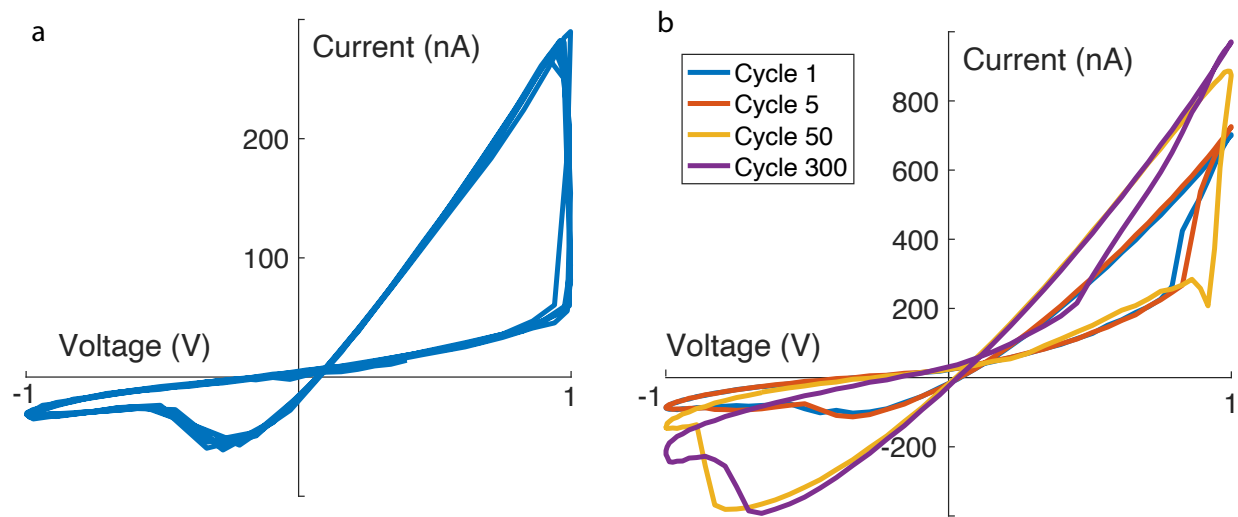 a
Current (nA)
200
100
Voltage (V)
-1
1
b
Cycle 1
Cycle 5
Cycle 50
Cycle 300
Current (nA)
800
600
400
200
Voltage (V)
-1
1
-200